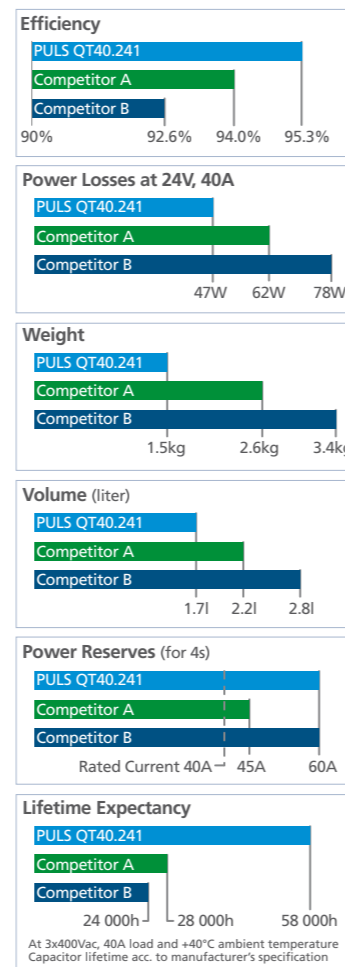 Efficiency
PULS QT40.241
Competitor A
Competitor B
90% 92.6% 94.0% 95.3%
Power Losses at 24V, 40A
PULS QT40.241
Competitor A
Competitor B
47W 62W 78W
Weight
PULS QT40.241
Competitor A
Competitor B
1.5kg 2.6kg 3.4kg
Volume (liter)
PULS QT40.241
Competitor A
Competitor B
1.7l 2.2l 2.8l
Power Reserves (for 4s)
PULS QT40.241
Competitor A
Competitor B
Rated Current 40A 45A 60A
Lifetime Expectancy
PULS QT40.241
Competitor A
Competitor B
24 000h 28 000h 58 000h
At 3x400Vac, 40A load and +40°C ambient temperature
Capacitor lifetime acc. to manufacturer's specification